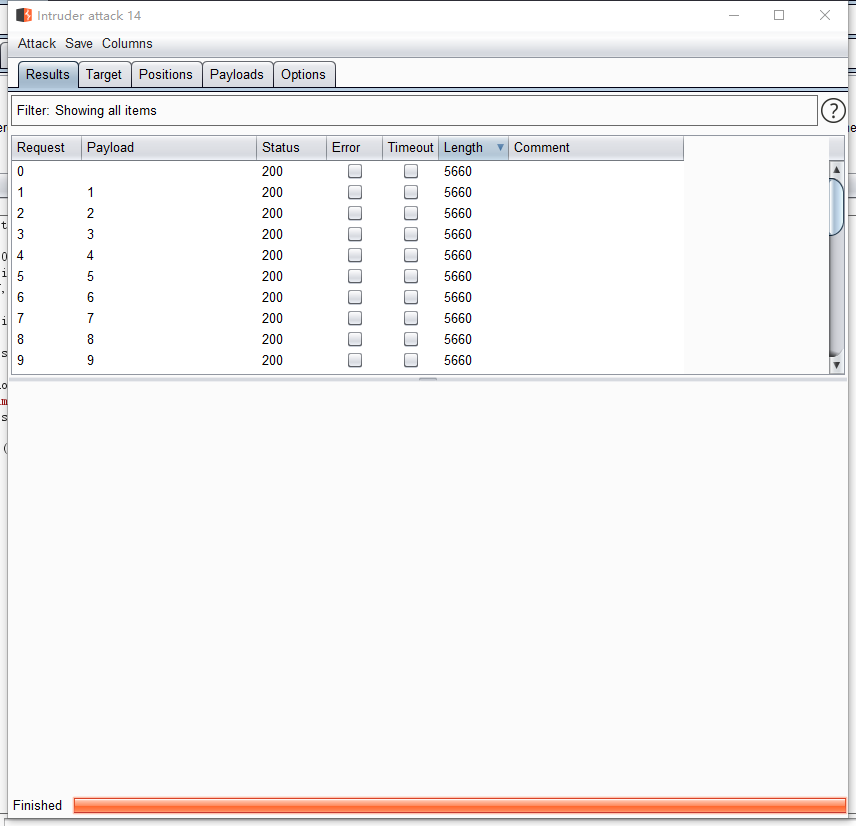 Intruder attack 14
Attack Save Columns
Results Target Positions Payloads Options
Filter: Showing all items ?
Request Payload Status Error Timeout Length Comment
0 200 5660
1 1 200 5660
2 2 200 5660
3 3 200 5660
4 4 200 5660
5 5 200 5660
6 6 200 5660
7 7 200 5660
8 8 200 5660
9 9 200 5660
Finished